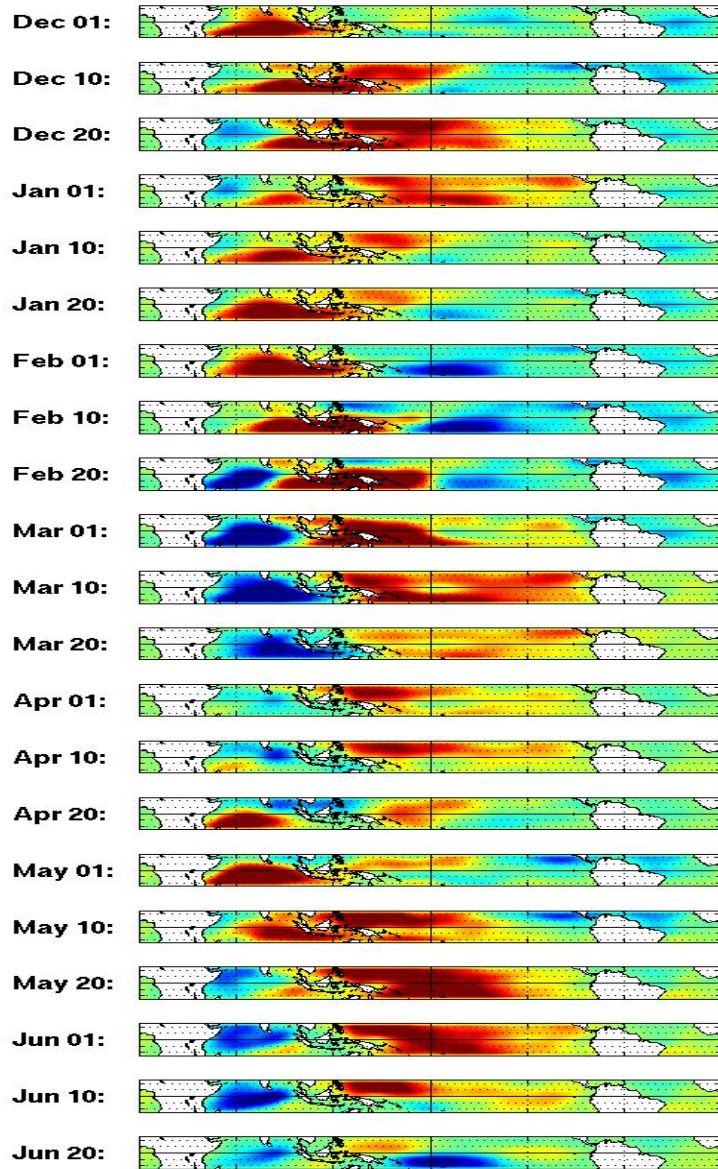 Dec 01:
Dec 10:
Dec 20:
Jan 01:
Jan 10:
Jan 20:
Feb 01:
Feb 10:
Feb 20:
Mar 01:
Mar 10:
Mar 20:
Apr 01:
Apr 10:
Apr 20:
May 01:
May 10:
May 20:
Jun 01:
Jun 10:
Jun 20: